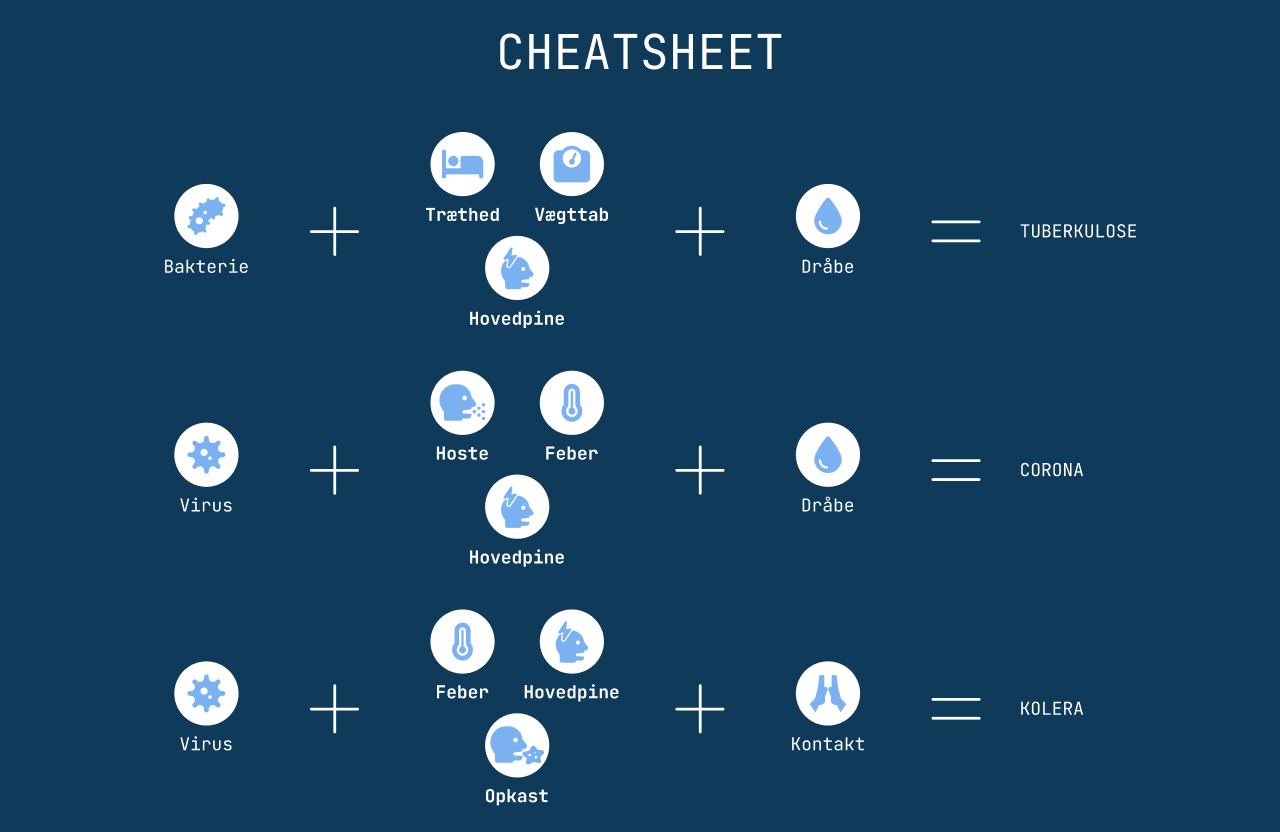 CHEATSHEET
Træthed Vægttab
Bakterie
Hovedpine
Dråbe
TUBERKULOSE
Hoste Feber
Virus
Hovedpine
Dråbe
CORONA
Feber Hovedpine
Virus
Opkast
Kontakt
KOLERA